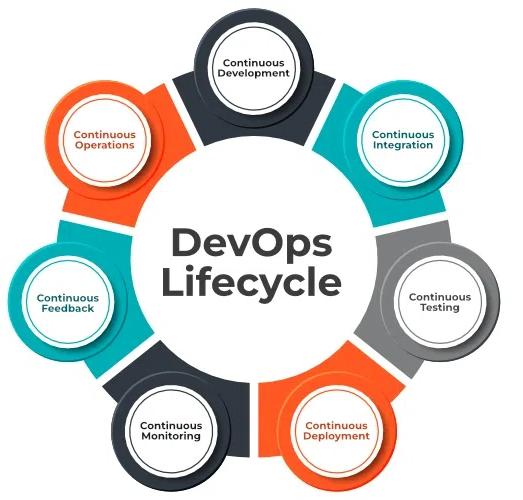 Continuous
Development
Continuous
Integration
Continuous
Testing
Continuous
Deployment
Continuous
Monitoring
Continuous
Feedback
Continuous
Operations
DevOps
Lifecycle